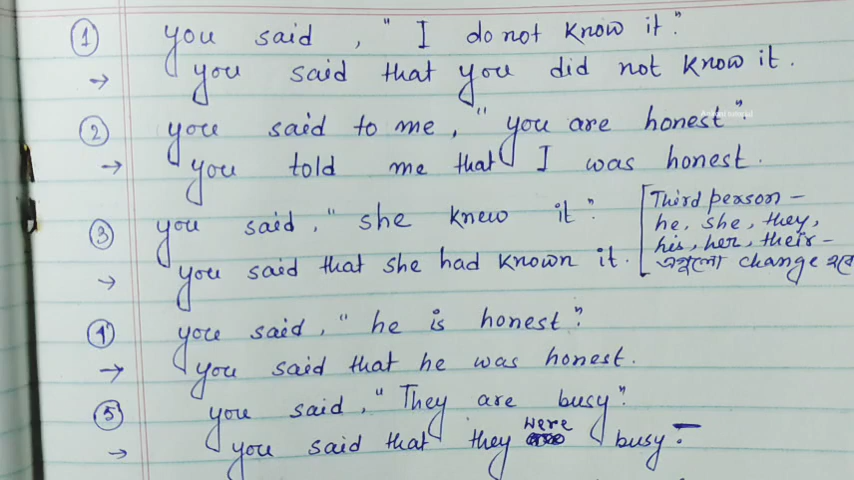 ① you said, "I do not know it".
→ you said that you did not know it.
② you said to me, "you are honest".
→ you told me that I was honest.
③ you said, "she knew it".
→ you said that she had known it.
[Third person -
he, she, they,
his, her, their -
এগুলো change
④ you said, "he is honest".
→ you said that he was honest.
⑤ you said, "They are busy".
→ you said that they were busy.